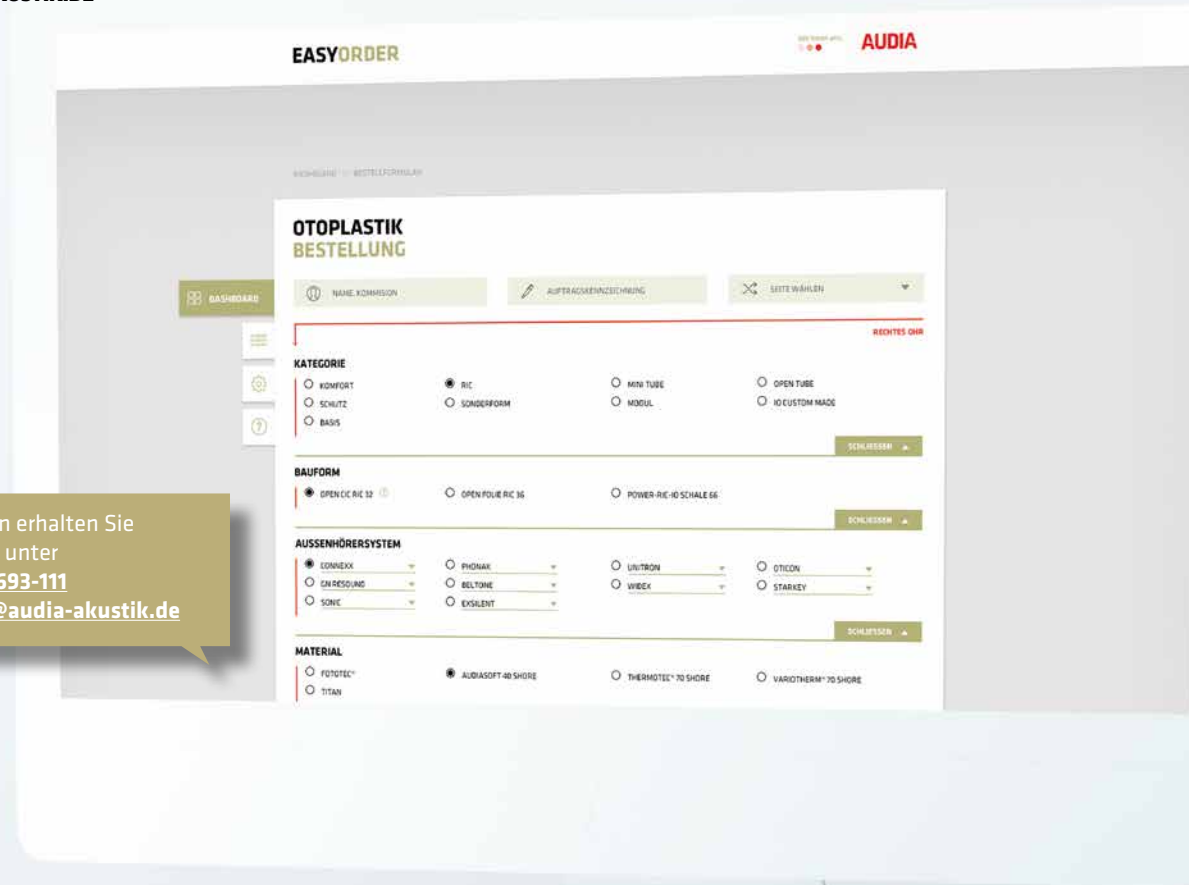 EASYORDER
AUDIA
DASHBOARD > BESTELLFORMULAR
OTOPLASTIK
BESTELLUNG
DASHBOARD
NAME, KOMMISION
AUFTRAGSKENNZEICHNUNG
SEITE WÄHLEN
RECHTES OHR
KATEGORIE
KOMFORT RIC MINI TUBE OPEN TUBE
SCHUTZ SONDERFORM MODUL IO CUSTOM MADE
BASIS
SCHLIESSEN
BAUFORM
OPEN CIC RIC 32 OPEN FOLIE RIC 36 POWER-RIC-IO SCHALE 66
SCHLIESSEN
AUSSENHÖRERSYSTEM
CONNEXX PHONAK UNITRON OTICON
GN RESOUND BELTONE WIDEX STARKEY
SONIC EXSILENT
SCHLIESSEN
MATERIAL
FOTOTEC® AUDIASOFT 40 SHORE THERMOTEC® 70 SHORE VARIOTHERM® 70 SHORE
TITAN
n erhalten Sie
unter
693-111
@audia-akustik.de